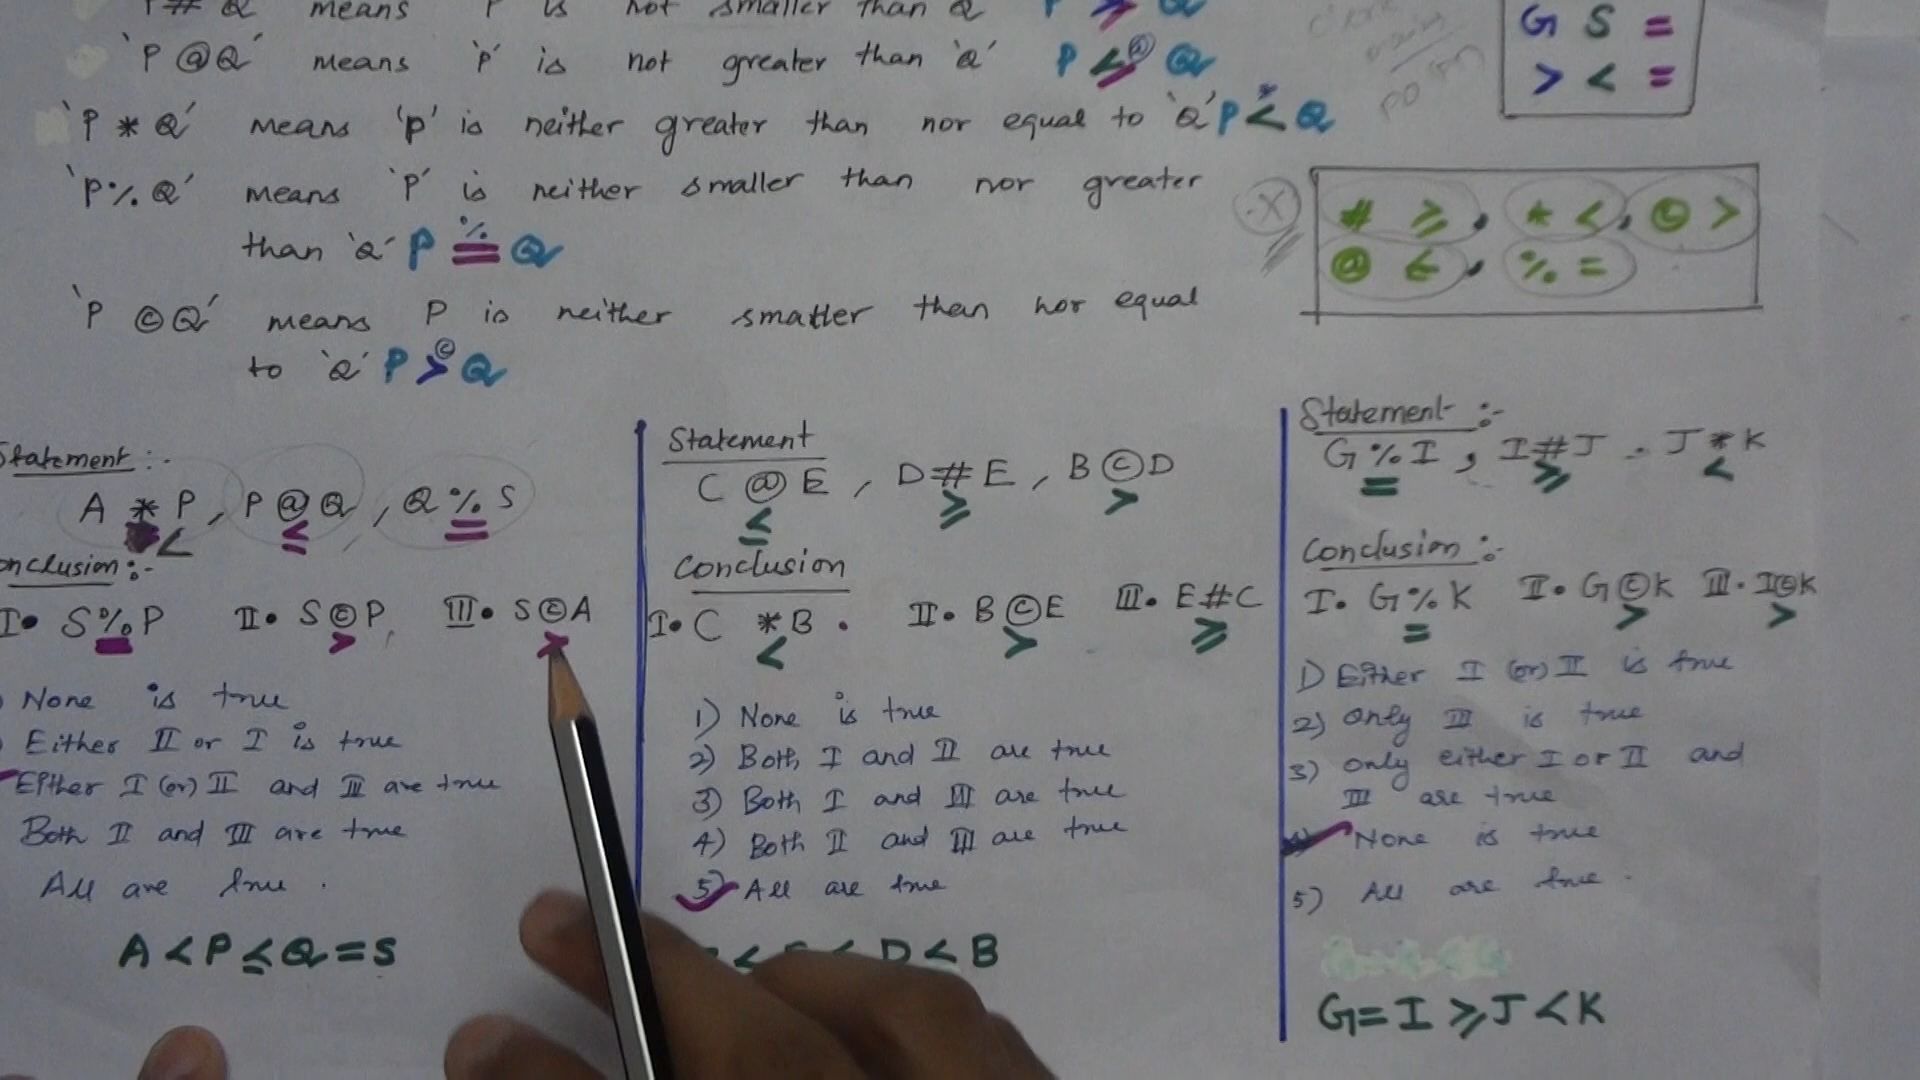 P # Q means P is not smaller than Q P ≥ Q
'P @ Q' means 'P' is not greater than 'Q' P ≤ @ Q
'P * Q' means 'P' is neither greater than nor equal to 'Q' P < * Q
'P % Q' means 'P' is neither smaller than nor greater
than 'Q' P = % Q
'P © Q' means P is neither smaller than nor equal
to 'Q' P > © Q
G S =
> < =
X
# ≥, * <, © >
@ ≤, % =
Statement :-
A * P, P @ Q, Q % S
< ≤ =
Conclusion :-
I. S % P II. S © P, III. S © A
= > >
None is true
Either II or I is true
Either I (or) II and III are true
Both II and III are true
All are true.
A < P ≤ Q = S
Statement
C @ E, D # E, B © D
≤ ≥ >
Conclusion
I. C * B. II. B © E III. E # C
< > ≥
1) None is true
2) Both I and II are true
3) Both I and III are true
4) Both II and III are true
5) All are true
D < B
Statement :-
G % I, I # J. J * K
= ≥ <
Conclusion :-
I. G % K II. G © K III. I © K
= > >
1) Either I (or) II is true
2) Only III is true
3) Only either I or II and
III are true
None is true
5) All are true.
G = I ≥ J < K